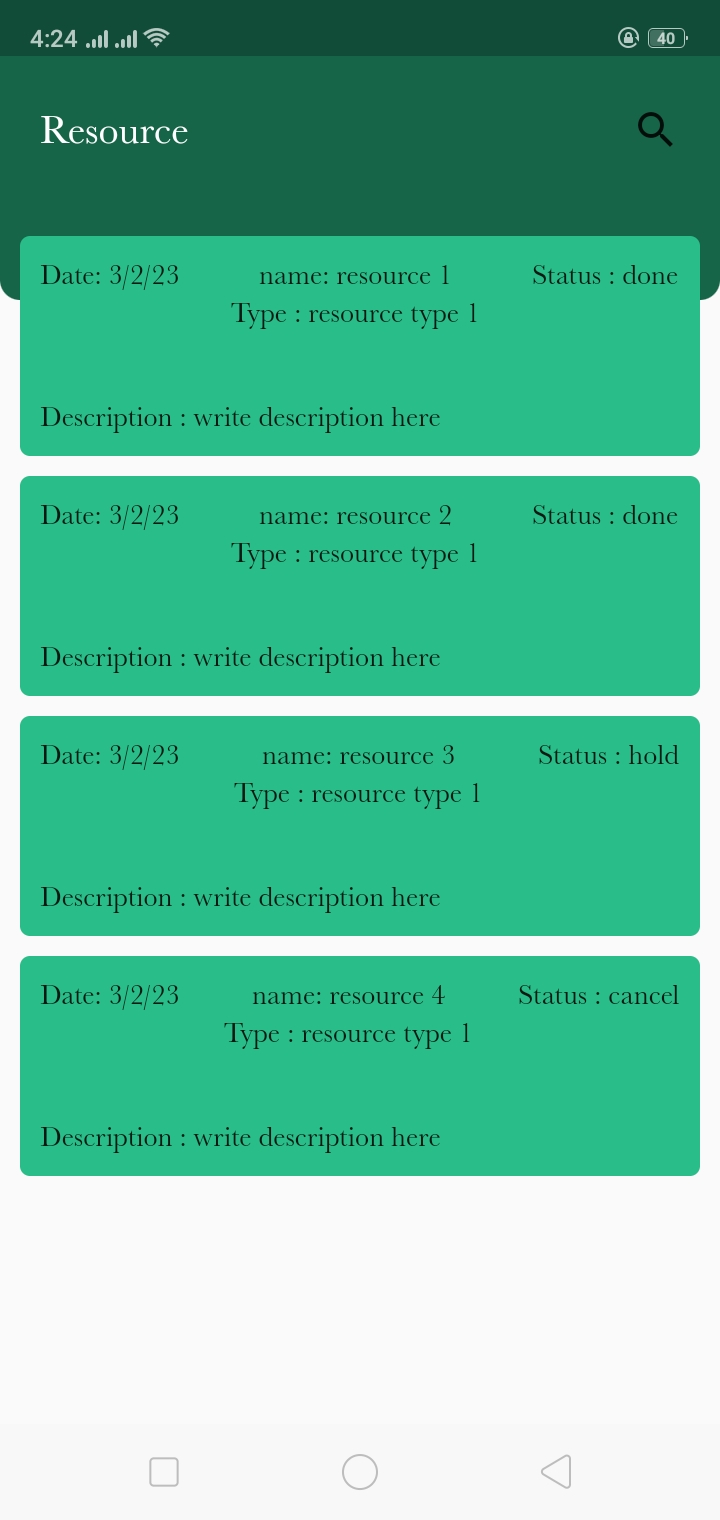 4:24 40
Resource
Date: 3/2/23 name: resource 1 Status : done
Type : resource type 1
Description : write description here
Date: 3/2/23 name: resource 2 Status : done
Type : resource type 1
Description : write description here
Date: 3/2/23 name: resource 3 Status : hold
Type : resource type 1
Description : write description here
Date: 3/2/23 name: resource 4 Status : cancel
Type : resource type 1
Description : write description here